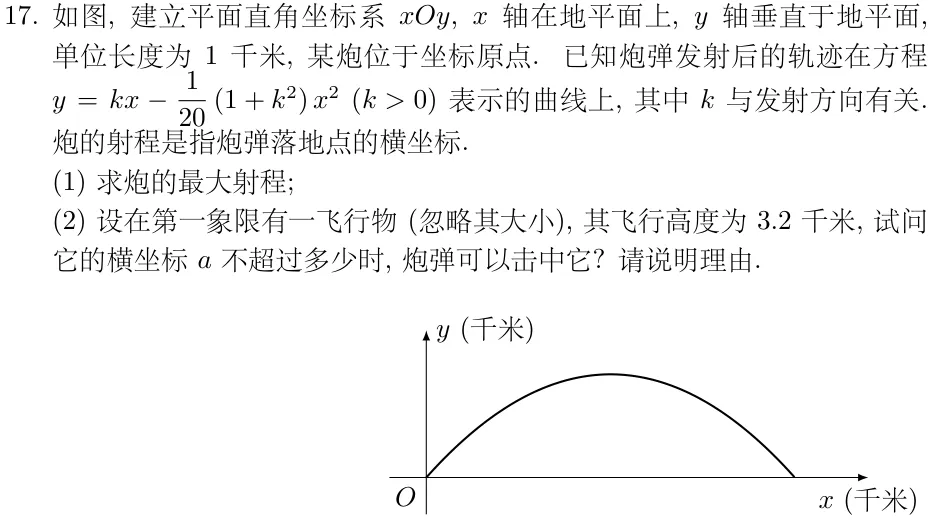 17. 如图, 建立平面直角坐标系 xOy, x 轴在地平面上, y 轴垂直于地平面,
单位长度为 1 千米, 某炮位于坐标原点. 已知炮弹发射后的轨迹在方程
y = kx − \frac{1}{20} (1 + k²) x² (k > 0) 表示的曲线上, 其中 k 与发射方向有关.
炮的射程是指炮弹落地点的横坐标.
(1) 求炮的最大射程;
(2) 设在第一象限有一飞行物 (忽略其大小), 其飞行高度为 3.2 千米, 试问
它的横坐标 a 不超过多少时, 炮弹可以击中它? 请说明理由.
y (千米)
O
x (千米)